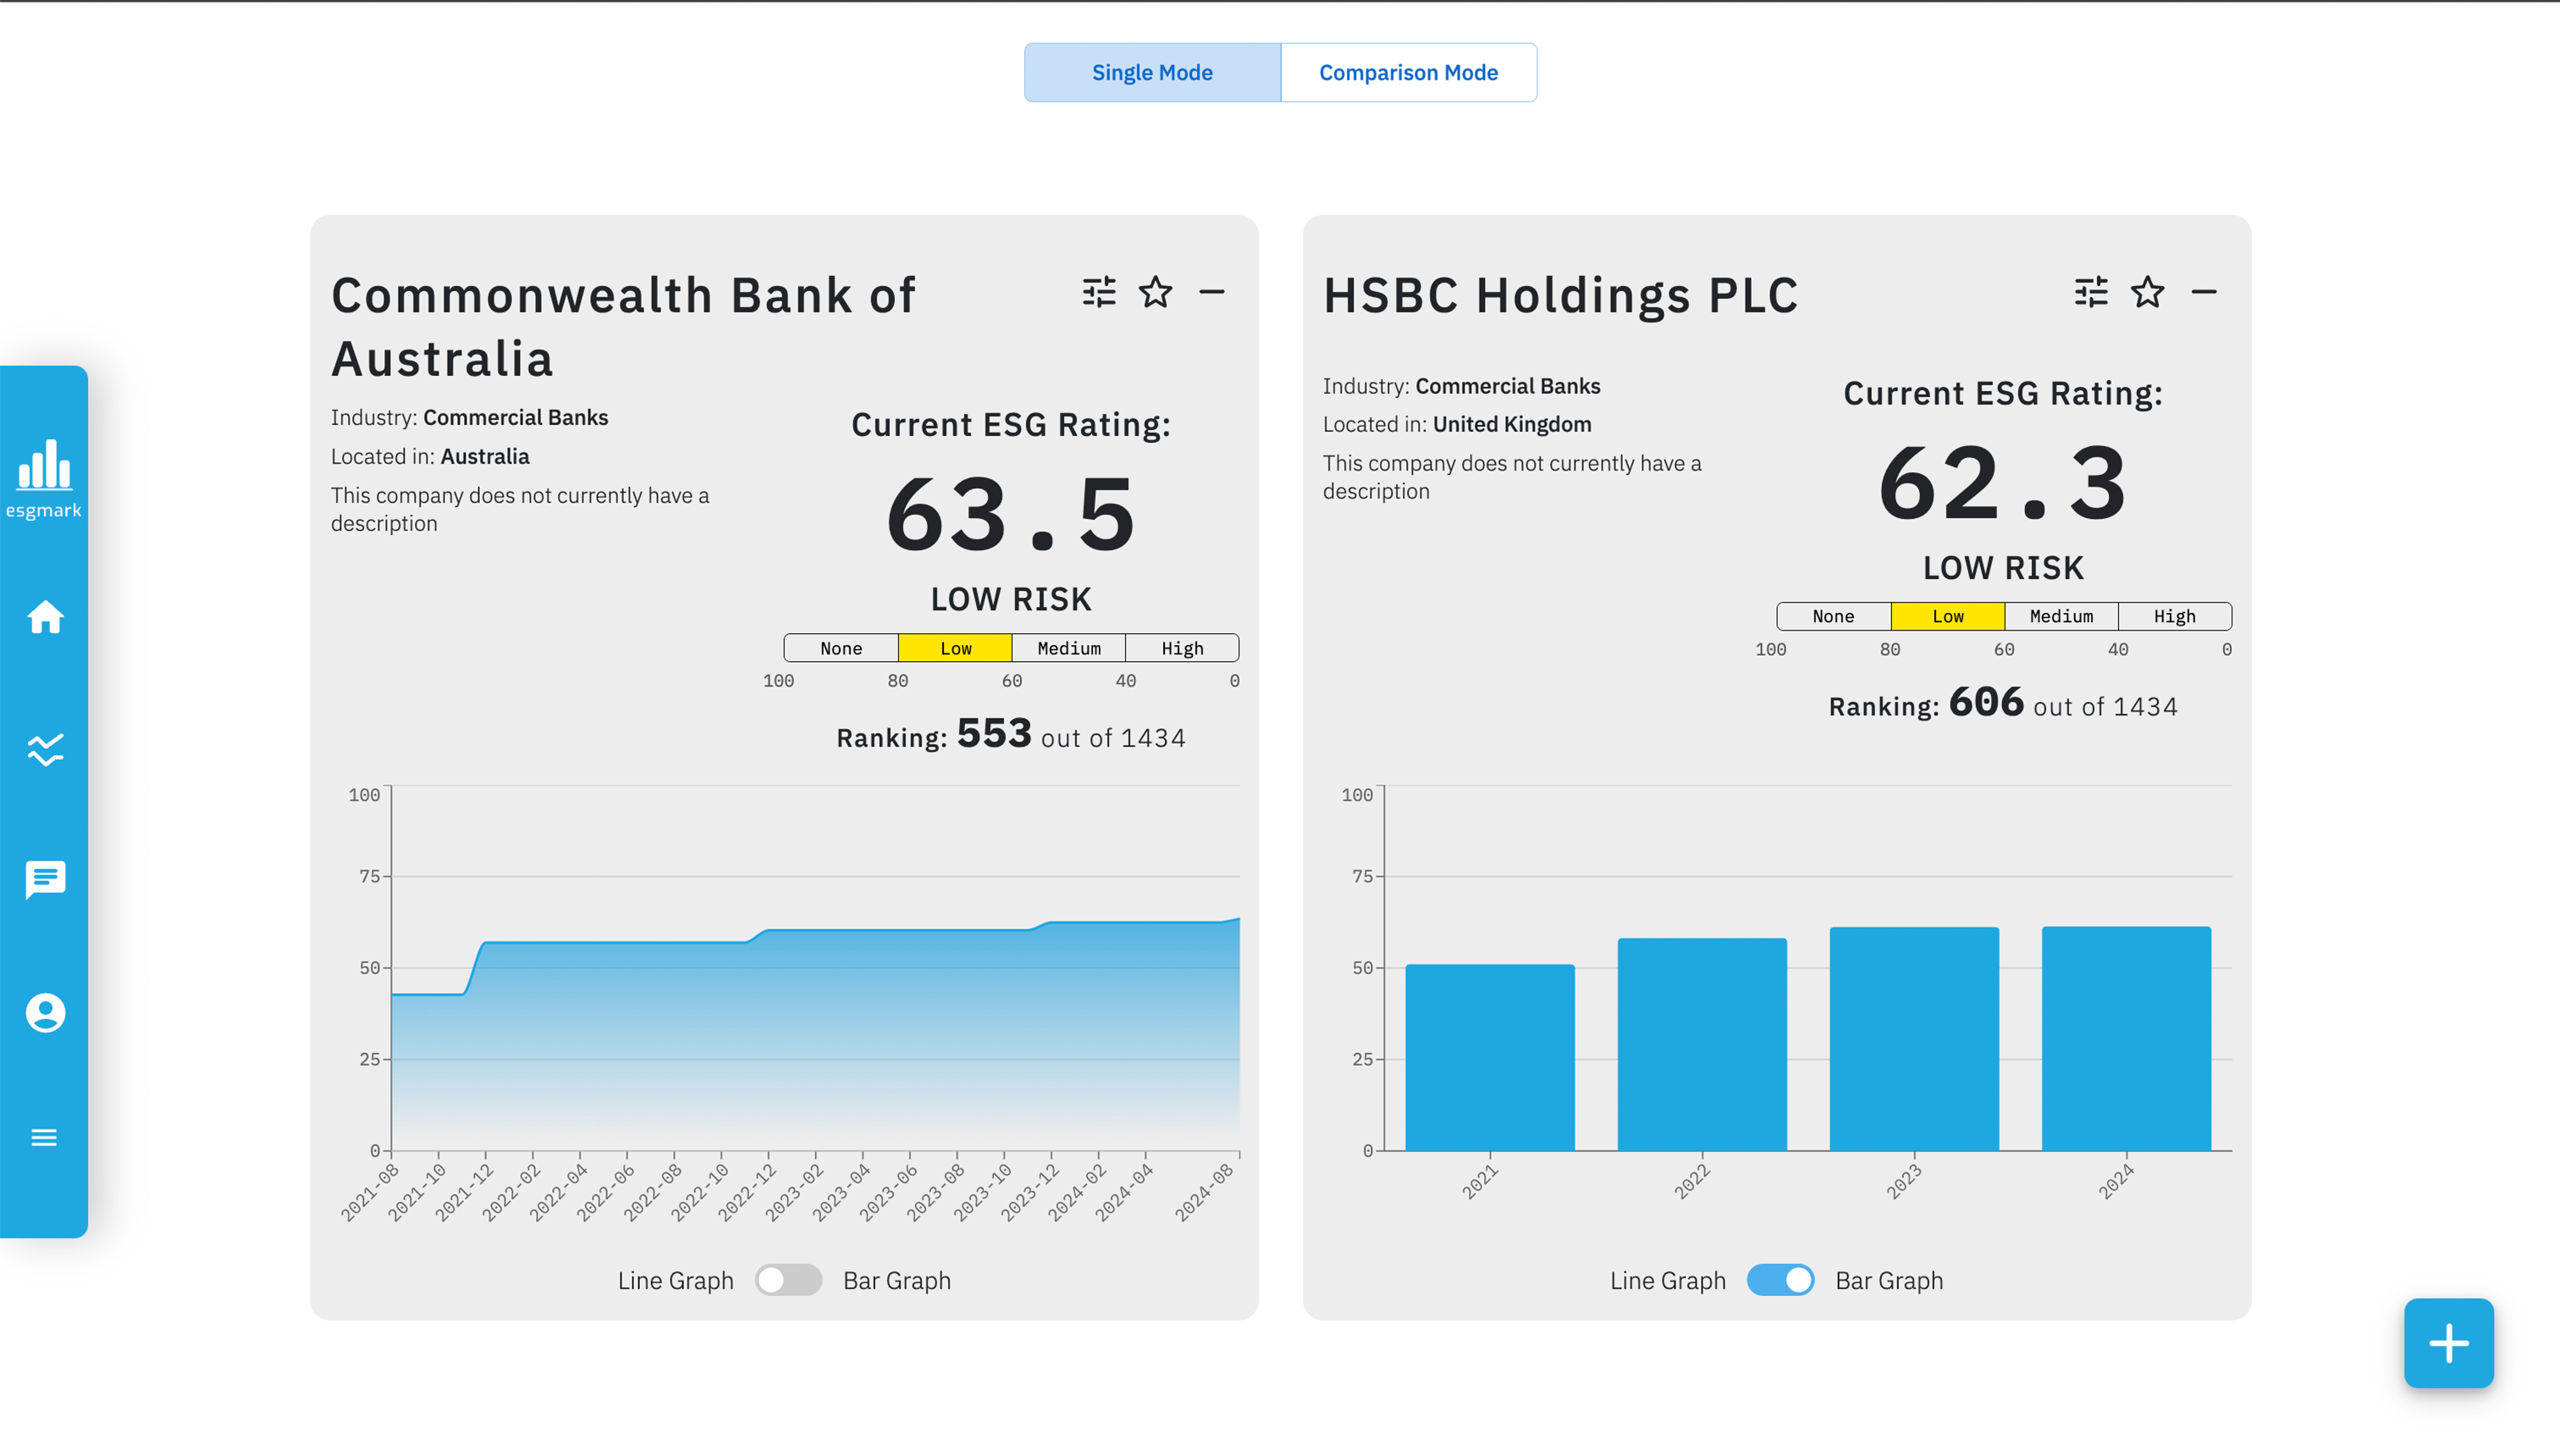 Single Mode
Comparison Mode
esgmark
Commonwealth Bank of
Australia
Industry: Commercial Banks
Located in: Australia
This company does not currently have a
description
Current ESG Rating:
63.5
LOW RISK
None Low Medium High
100 80 60 40 0
Ranking: 553 out of 1434
100
75
50
25
0
2021-08 2021-10 2021-12 2022-02 2022-04 2022-06 2022-08 2022-10 2022-12 2023-02 2023-04 2023-06 2023-08 2023-10 2023-12 2024-02 2024-04 2024-08
Line Graph Bar Graph
HSBC Holdings PLC
Industry: Commercial Banks
Located in: United Kingdom
This company does not currently have a
description
Current ESG Rating:
62.3
LOW RISK
None Low Medium High
100 80 60 40 0
Ranking: 606 out of 1434
100
75
50
25
0
2021 2022 2023 2024
Line Graph Bar Graph